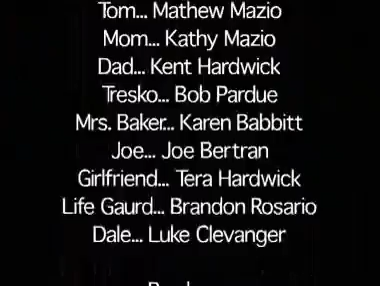 Tom... Mathew Mazio
Mom... Kathy Mazio
Dad... Kent Hardwick
Tresko... Bob Pardue
Mrs. Baker... Karen Babbitt
Joe... Joe Bertran
Girlfriend... Tera Hardwick
Life Gaurd... Brandon Rosario
Dale... Luke Clevanger